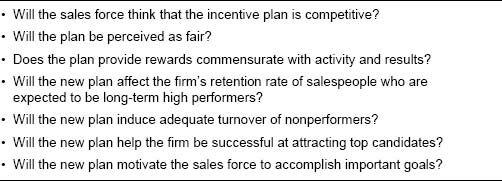 • Will the sales force think that the incentive plan is competitive?
• Will the plan be perceived as fair?
• Does the plan provide rewards commensurate with activity and results?
• Will the new plan affect the firm's retention rate of salespeople who are
expected to be long-term high performers?
• Will the new plan induce adequate turnover of nonperformers?
• Will the new plan help the firm be successful at attracting top candidates?
• Will the new plan motivate the sales force to accomplish important goals?